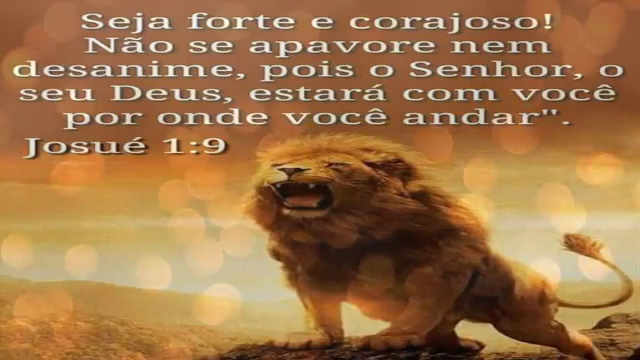 Seja forte e corajoso!
Não se apavore nem
desanime, pois o Senhor, o
seu Deus, estará com você
por onde você andar".
Josué 1:9